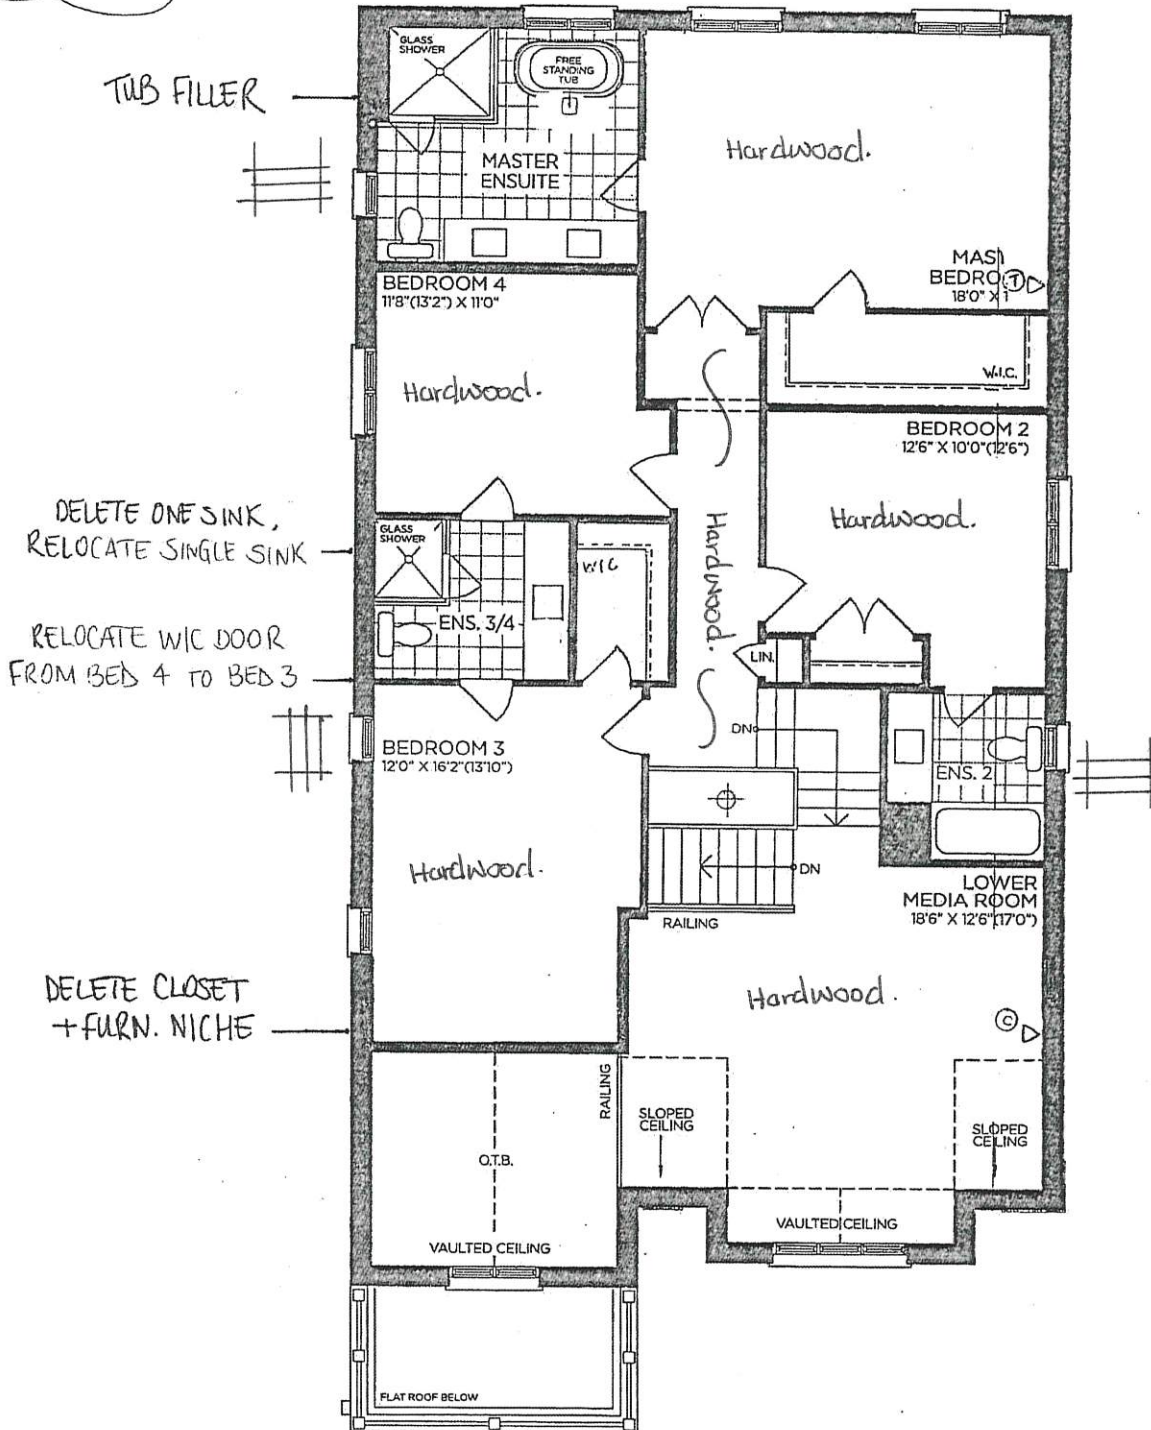 GLASS
SHOWER
FREE
STANDING
TUB
TUB FILLER
Hardwood.
MASTER
ENSUITE
MAS
BEDRO
T
18'0" X 1
BEDROOM 4
11'8"(13'2") X 11'0"
Hardwood.
W.I.C.
BEDROOM 2
12'6" X 10'0"(12'6")
Hardwood.
DELETE ONE SINK,
RELOCATE SINGLE SINK
GLASS
SHOWER
W/C
Hardwood.
ENS. 3/4
RELOCATE W/C DOOR
FROM BED 4 TO BED 3
LIN.
DN
BEDROOM 3
12'0" X 16'2"(13'10")
ENS. 2
Hardwood.
DN
LOWER
MEDIA ROOM
18'6" X 12'6"(17'0")
RAILING
Hardwood.
DELETE CLOSET
+ FURN. NICHE
C
RAILING
SLOPED
CEILING
SLOPED
CEILING
O.T.B.
VAULTED CEILING
VAULTED CEILING
FLAT ROOF BELOW